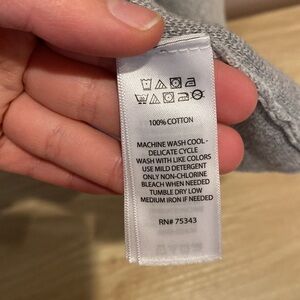 100% COTTON
MACHINE WASH COOL -
DELICATE CYCLE
WASH WITH LIKE COLORS
USE MILD DETERGENT
ONLY NON-CHLORINE
BLEACH WHEN NEEDED
TUMBLE DRY LOW
MEDIUM IRON IF NEEDED
RN# 75343